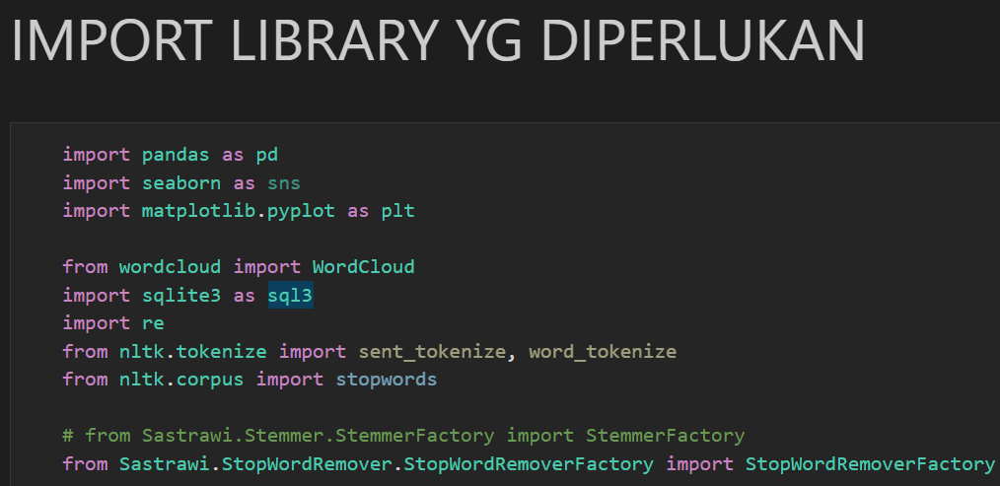 IMPORT LIBRARY YG DIPERLUKAN
import pandas as pd
import seaborn as sns
import matplotlib.pyplot as plt
from wordcloud import WordCloud
import sqlite3 as sql3
import re
from nltk.tokenize import sent_tokenize, word_tokenize
from nltk.corpus import stopwords
# from Sastrawi.Stemmer.StemmerFactory import StemmerFactory
from Sastrawi.StopWordRemover.StopWordRemoverFactory import StopWordRemoverFactory